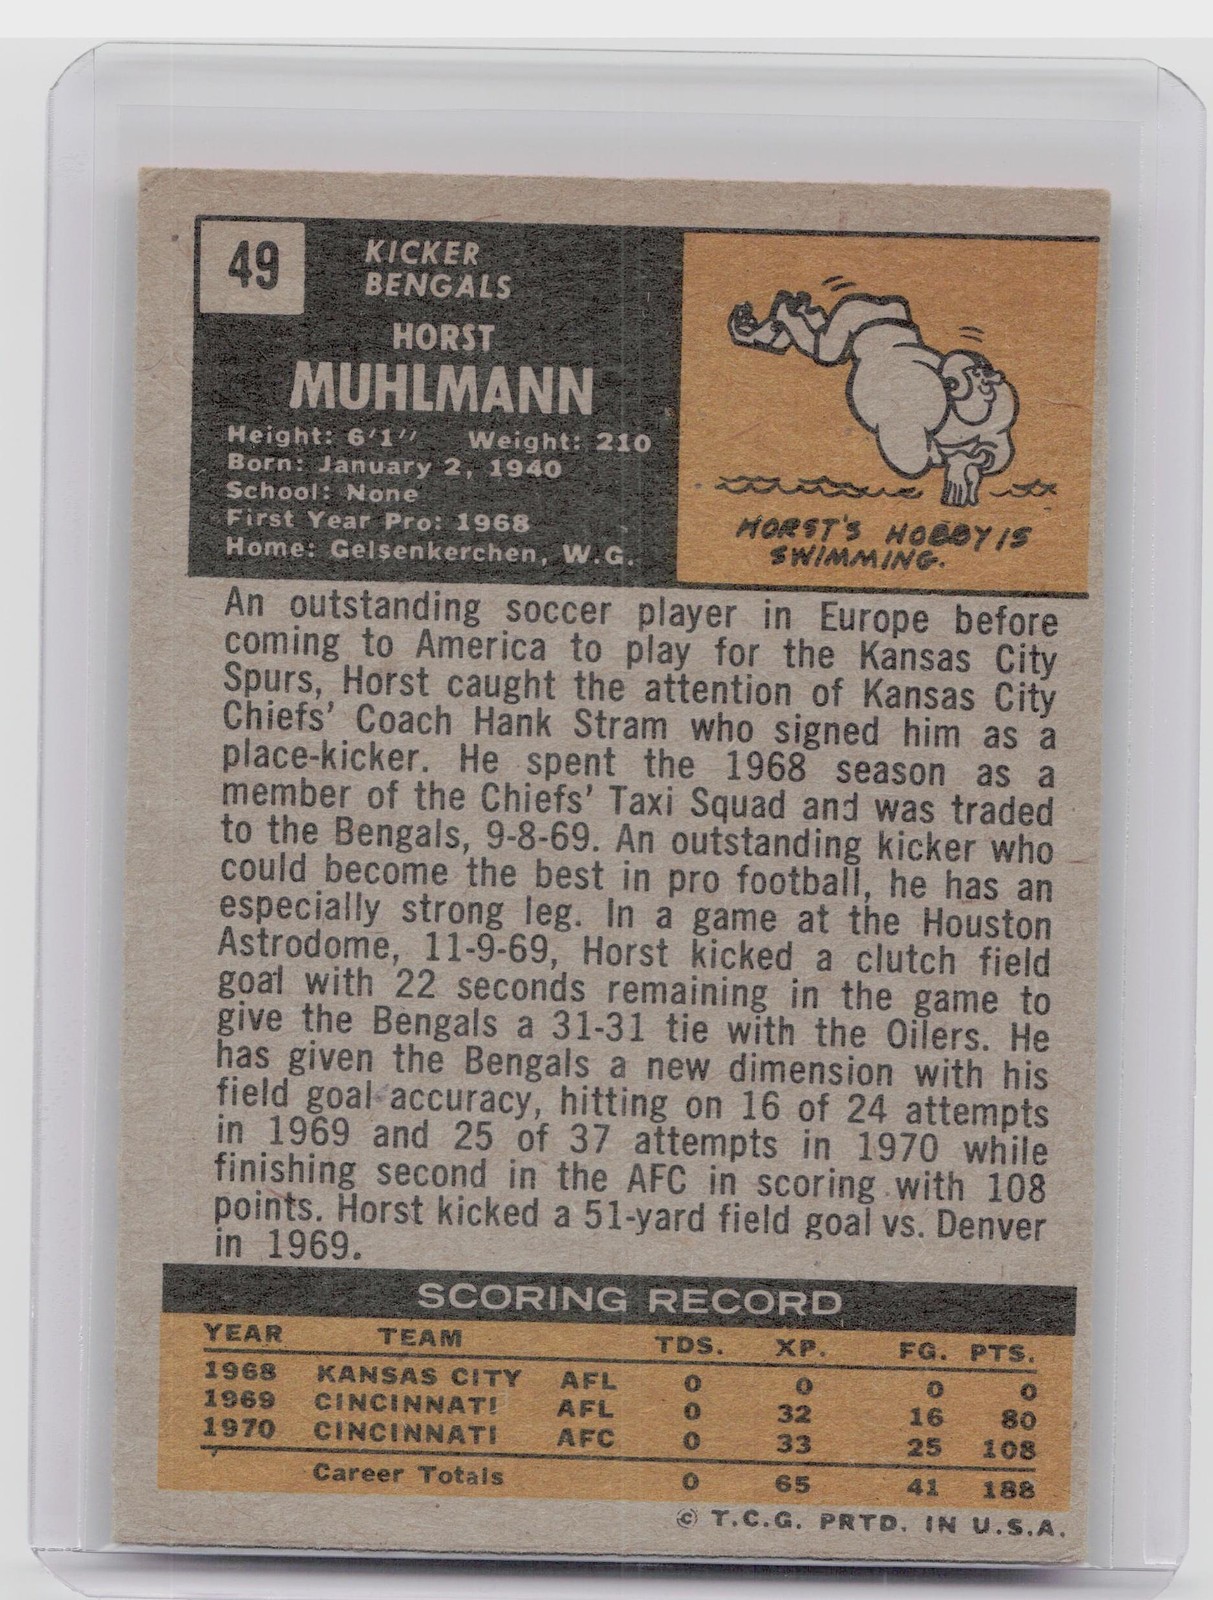 49
KICKER
BENGALS
HORST
MUHLMANN
Height: 6'1" Weight: 210
Born: January 2, 1940
School: None
First Year Pro: 1968
Home: Gelsenkerchen, W.G.
HORST'S HOBBY IS
SWIMMING.
An outstanding soccer player in Europe before
coming to America to play for the Kansas City
Spurs, Horst caught the attention of Kansas City
Chiefs' Coach Hank Stram who signed him as a
place-kicker. He spent the 1968 season as a
member of the Chiefs' Taxi Squad and was traded
to the Bengals, 9-8-69. An outstanding kicker who
could become the best in pro football, he has an
especially strong leg. In a game at the Houston
Astrodome, 11-9-69, Horst kicked a clutch field
goal with 22 seconds remaining in the game to
give the Bengals a 31-31 tie with the Oilers. He
has given the Bengals a new dimension with his
field goal accuracy, hitting on 16 of 24 attempts
in 1969 and 25 of 37 attempts in 1970 while
finishing second in the AFC in scoring with 108
points. Horst kicked a 51-yard field goal vs. Denver
in 1969.
SCORING RECORD
YEAR TEAM TDS. XP. FG. PTS.
1968 KANSAS CITY AFL 0 0 0 0
1969 CINCINNATI AFL 0 32 16 80
1970 CINCINNATI AFC 0 33 25 108
Career Totals 0 65 41 188
© T.C.G. PRTD. IN U.S.A.